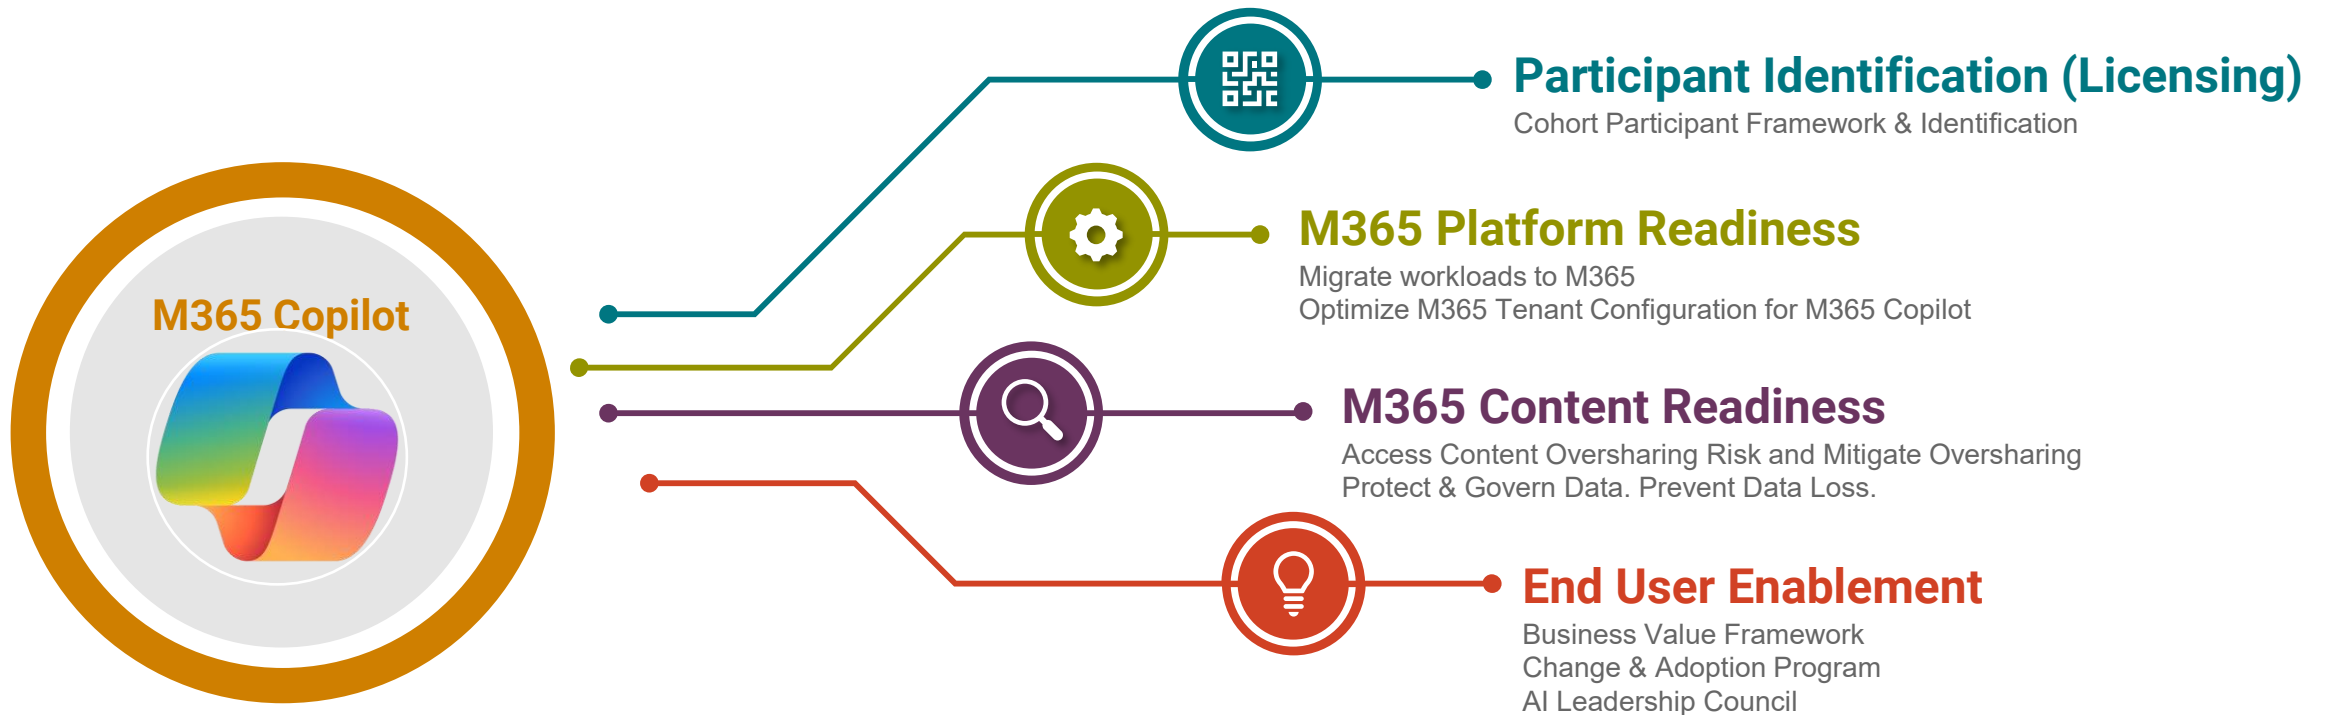 M365 Copilot
Participant Identification (Licensing)
Cohort Participant Framework & Identification
M365 Platform Readiness
Migrate workloads to M365
Optimize M365 Tenant Configuration for M365 Copilot
M365 Content Readiness
Access Content Oversharing Risk and Mitigate Oversharing
Protect & Govern Data. Prevent Data Loss.
End User Enablement
Business Value Framework
Change & Adoption Program
AI Leadership Council